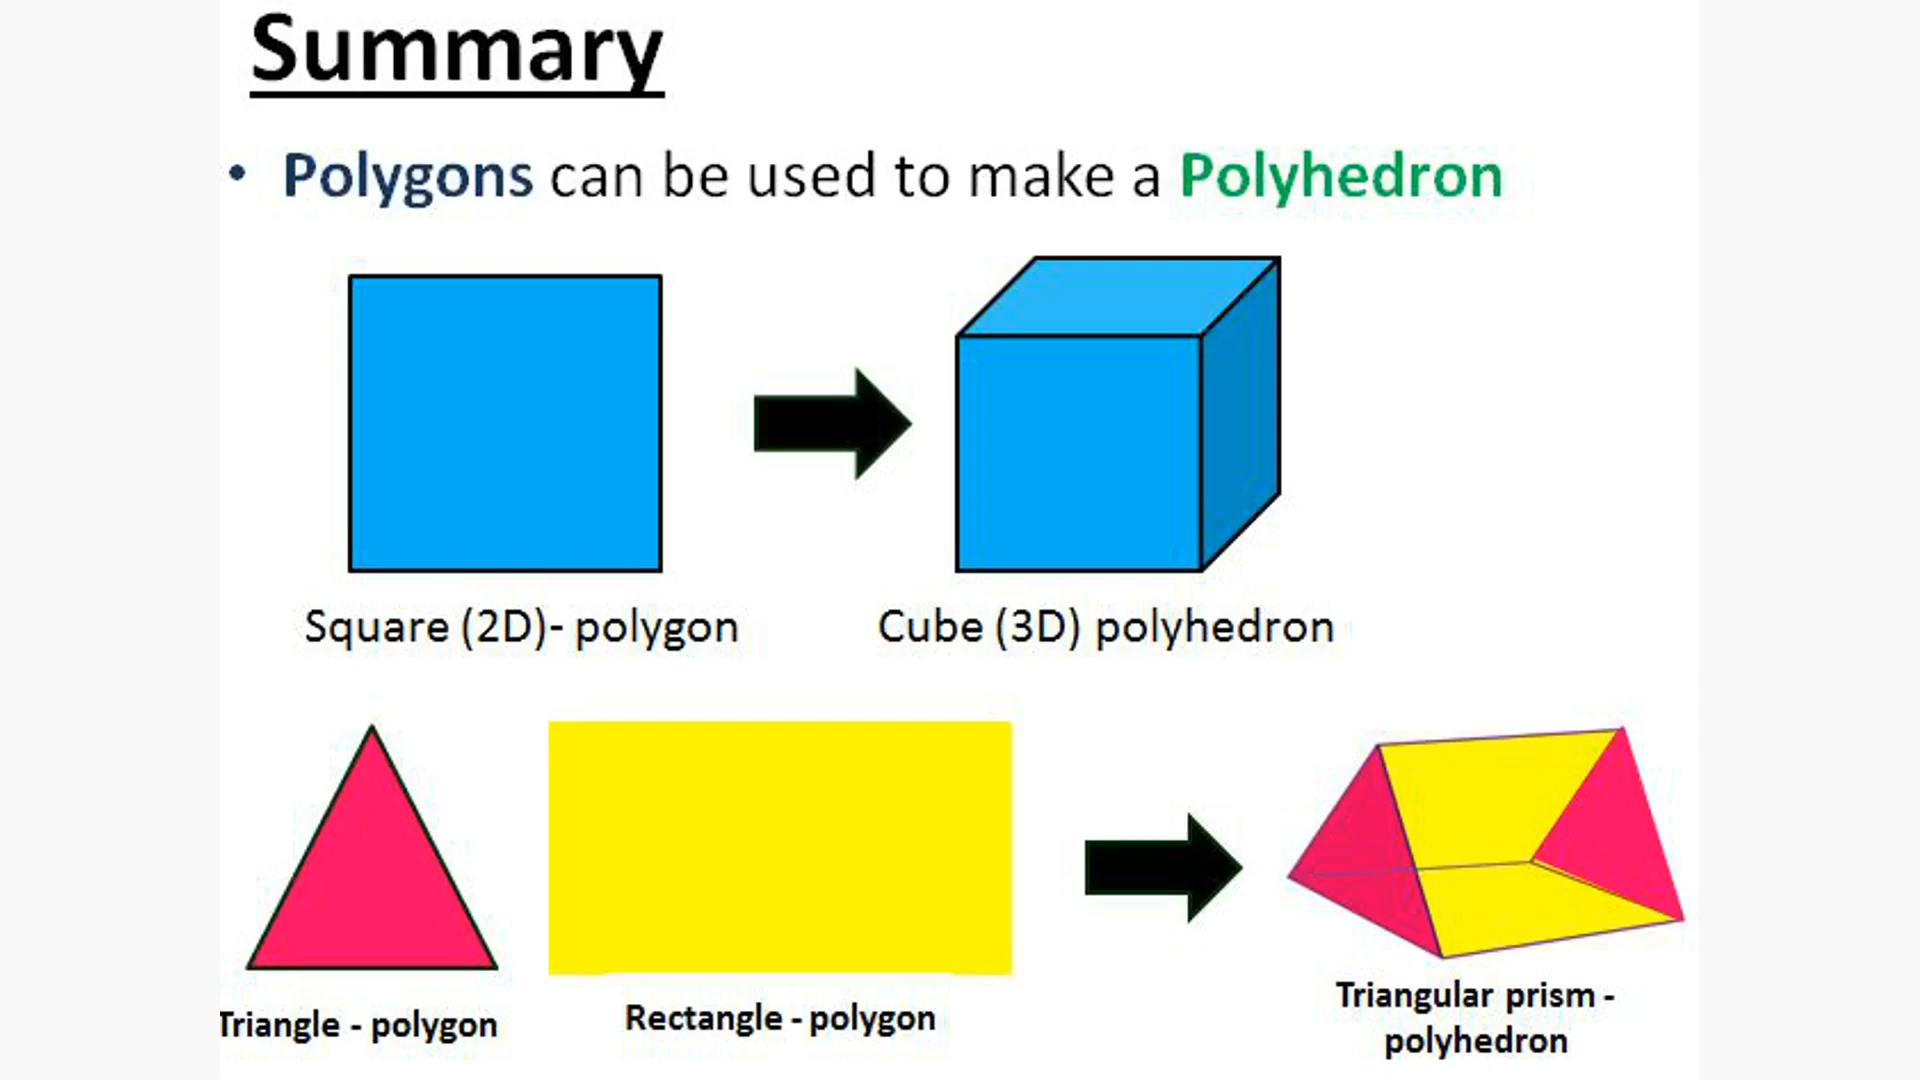 Summary
• Polygons can be used to make a Polyhedron
Square (2D)- polygon
Cube (3D) polyhedron
Triangle - polygon
Rectangle - polygon
Triangular prism -
polyhedron